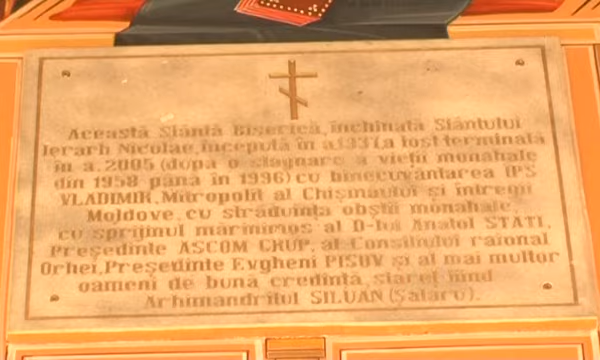 Această Sfântă Biserică, închinată Sfântului
Ierarh Nicolae, începută în a.1937,a fost terminată
în a. 2005 (după o stagnare a vieții monahale
din 1958 până în 1996) cu binecuvântarea ÎPS
VLADIMIR, Mitropolit al Chișinăului și întregii
Moldove, cu străduința obștii monahale,
cu sprijinul mărinimos al D-lui Anatol STATI,
Președinte ASCOM GRUP, al Consiliului raional
Orhei, Președinte Evgheni PISOV și al mai multor
oameni de bună credință, stareț fiind
Arhimandritul SILUAN (Șalaru).